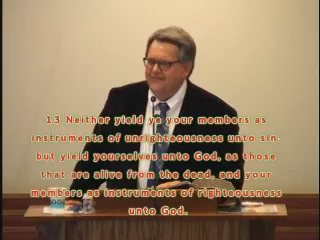 13 Neither yield ye your members as
instruments of unrighteousness unto sin:
but yield yourselves unto God, as those
that are alive from the dead, and your
members as instruments of righteousness
unto God.